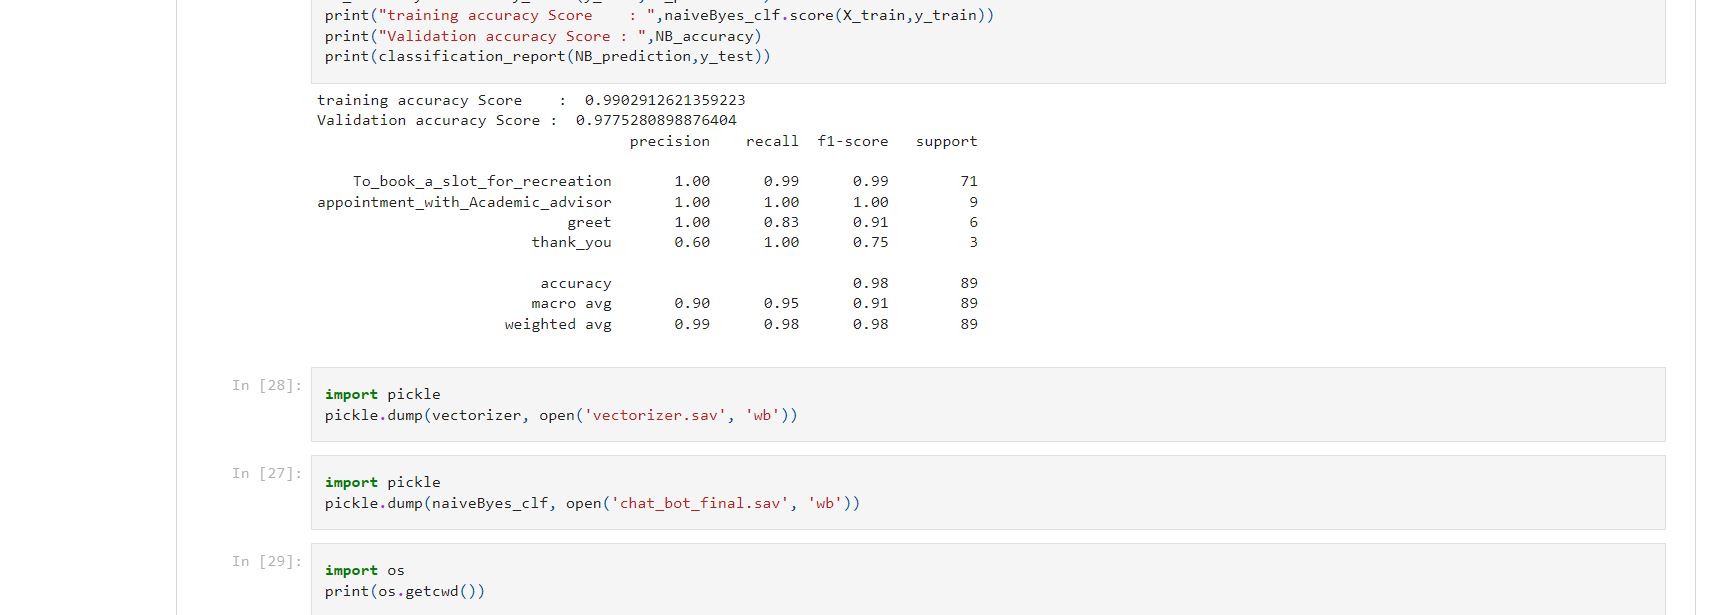 print("training accuracy Score    : ",naiveByes_clf.score(X_train,y_train))
print("Validation accuracy Score : ",NB_accuracy)
print(classification_report(NB_prediction,y_test))
training accuracy Score    :  0.9902912621359223
Validation accuracy Score :  0.9775280898876404
precision    recall  f1-score   support
To_book_a_slot_for_recreation       1.00      0.99      0.99        71
appointment_with_Academic_advisor       1.00      1.00      1.00         9
greet       1.00      0.83      0.91         6
thank_you       0.60      1.00      0.75         3
accuracy                           0.98        89
macro avg       0.90      0.95      0.91        89
weighted avg       0.99      0.98      0.98        89
In [28]:
import pickle
pickle.dump(vectorizer, open('vectorizer.sav', 'wb'))
In [27]:
import pickle
pickle.dump(naiveByes_clf, open('chat_bot_final.sav', 'wb'))
In [29]:
import os
print(os.getcwd())